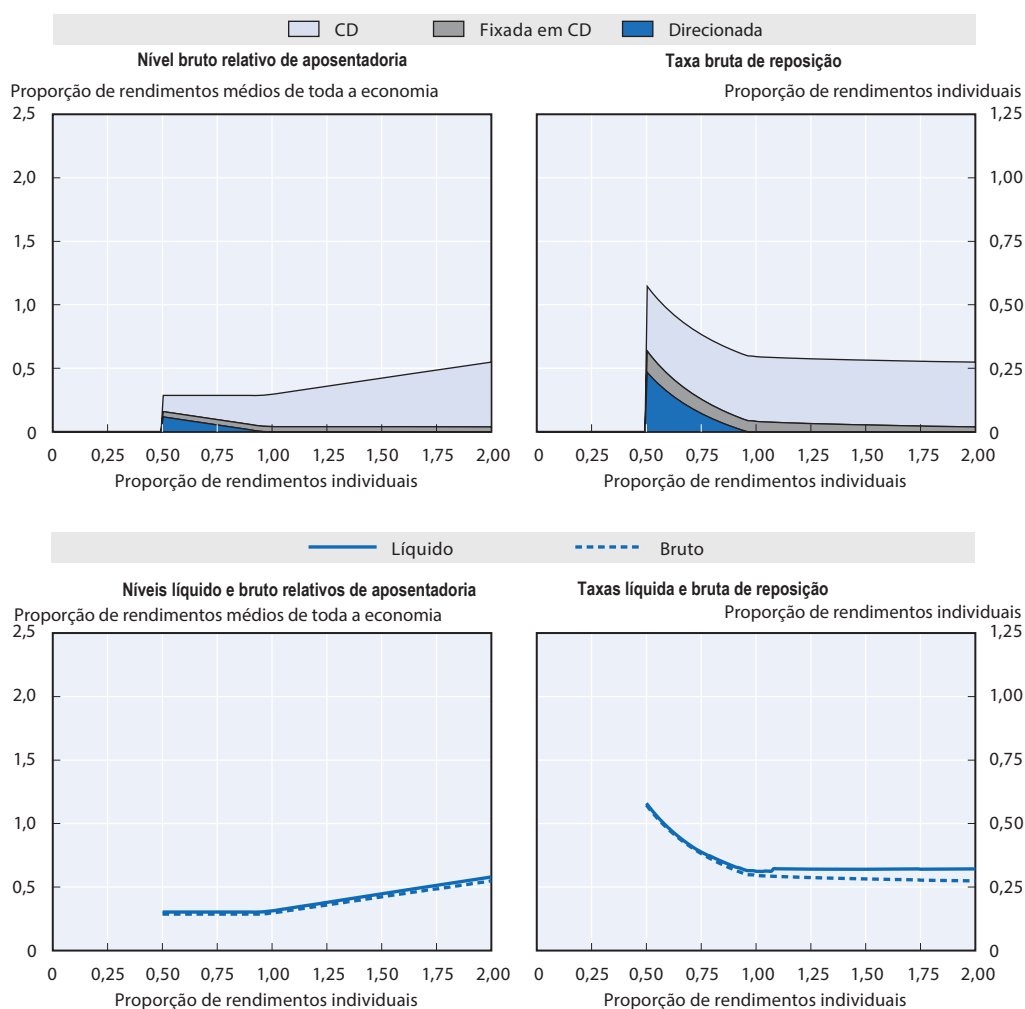 CD Fixada em CD Direcionada
Nível bruto relativo de aposentadoria
Proporção de rendimentos médios de toda a economia
2,5
2,0
1,5
1,0
0,5
0
0 0,25 0,50 0,75 1,00 1,25 1,50 1,75 2,00
Proporção de rendimentos individuais
Taxa bruta de reposição
Proporção de rendimentos individuais
1,25
1,00
0,75
0,50
0,25
0
0 0,25 0,50 0,75 1,00 1,25 1,50 1,75 2,00
Proporção de rendimentos individuais
Líquido Bruto
Níveis líquido e bruto relativos de aposentadoria
Proporção de rendimentos médios de toda a economia
2,5
2,0
1,5
1,0
0,5
0
0 0,25 0,50 0,75 1,00 1,25 1,50 1,75 2,00
Proporção de rendimentos individuais
Taxas líquida e bruta de reposição
Proporção de rendimentos individuais
1,25
1,00
0,75
0,50
0,25
0
0 0,25 0,50 0,75 1,00 1,25 1,50 1,75 2,00
Proporção de rendimentos individuais